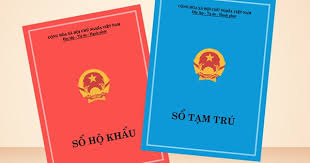 CỘNG HÒA XÃ HỘI CHỦ NGHĨA VIỆT NAM
Độc lập - Tự do - Hạnh phúc
SỔ HỘ KHẨU
CỘNG HÒA XÃ HỘI CHỦ NGHĨA VIỆT NAM
Độc lập - Tự do - Hạnh phúc
SỔ TẠM TRÚ